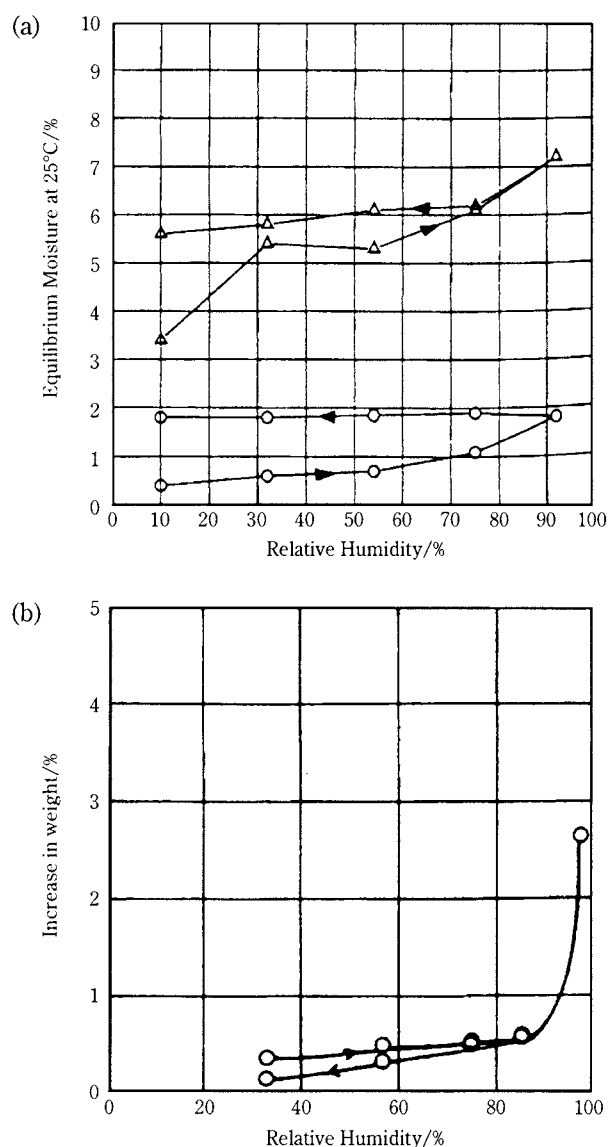 (a)
10
9
8
7
6
5
4
3
2
1
0
Equilibrium Moisture at 25°C/%
0 10 20 30 40 50 60 70 80 90 100
Relative Humidity/%
(b)
5
4
3
2
1
0
Increase in weight/%
0 20 40 60 80 100
Relative Humidity/%